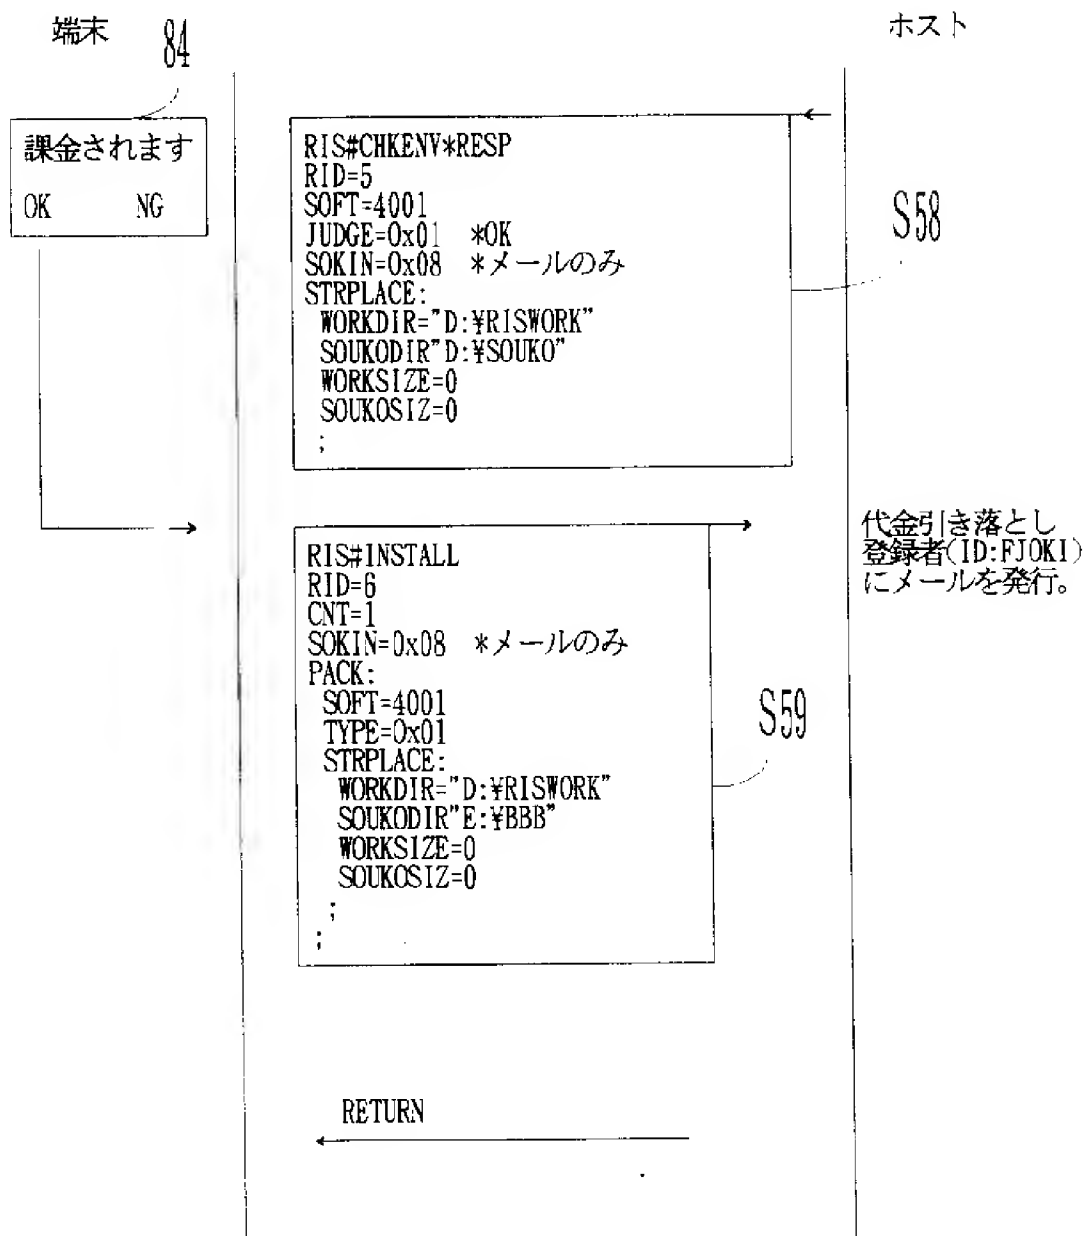 端末
84
ホスト
課金されます
OK NG
RIS#CHKENV*RESP
RID=5
SOFT=4001
JUDGE=0x01 *OK
SOKIN=0x08 *メールのみ
STRPLACE:
WORKDIR="D:¥RISWORK"
SOUKODIR"D:¥SOUKO"
WORKSIZE=0
SOUKOSIZ=0
;
S58
代金引き落とし
登録者(ID:FJOKI)
にメールを発行。
RIS#INSTALL
RID=6
CNT=1
SOKIN=0x08 *メールのみ
PACK:
SOFT=4001
TYPE=0x01
STRPLACE:
WORKDIR="D:¥RISWORK"
SOUKODIR"E:¥BBB"
WORKSIZE=0
SOUKOSIZ=0
;
;
S59
RETURN